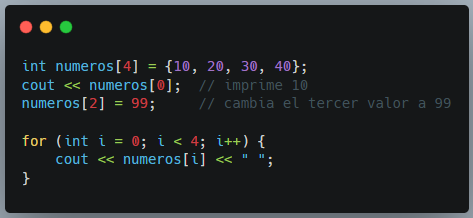 int numeros[4] = {10, 20, 30, 40};
cout << numeros[0];  // imprime 10
numeros[2] = 99;     // cambia el tercer valor a 99

for (int i = 0; i < 4; i++) {
    cout << numeros[i] << " ";
}